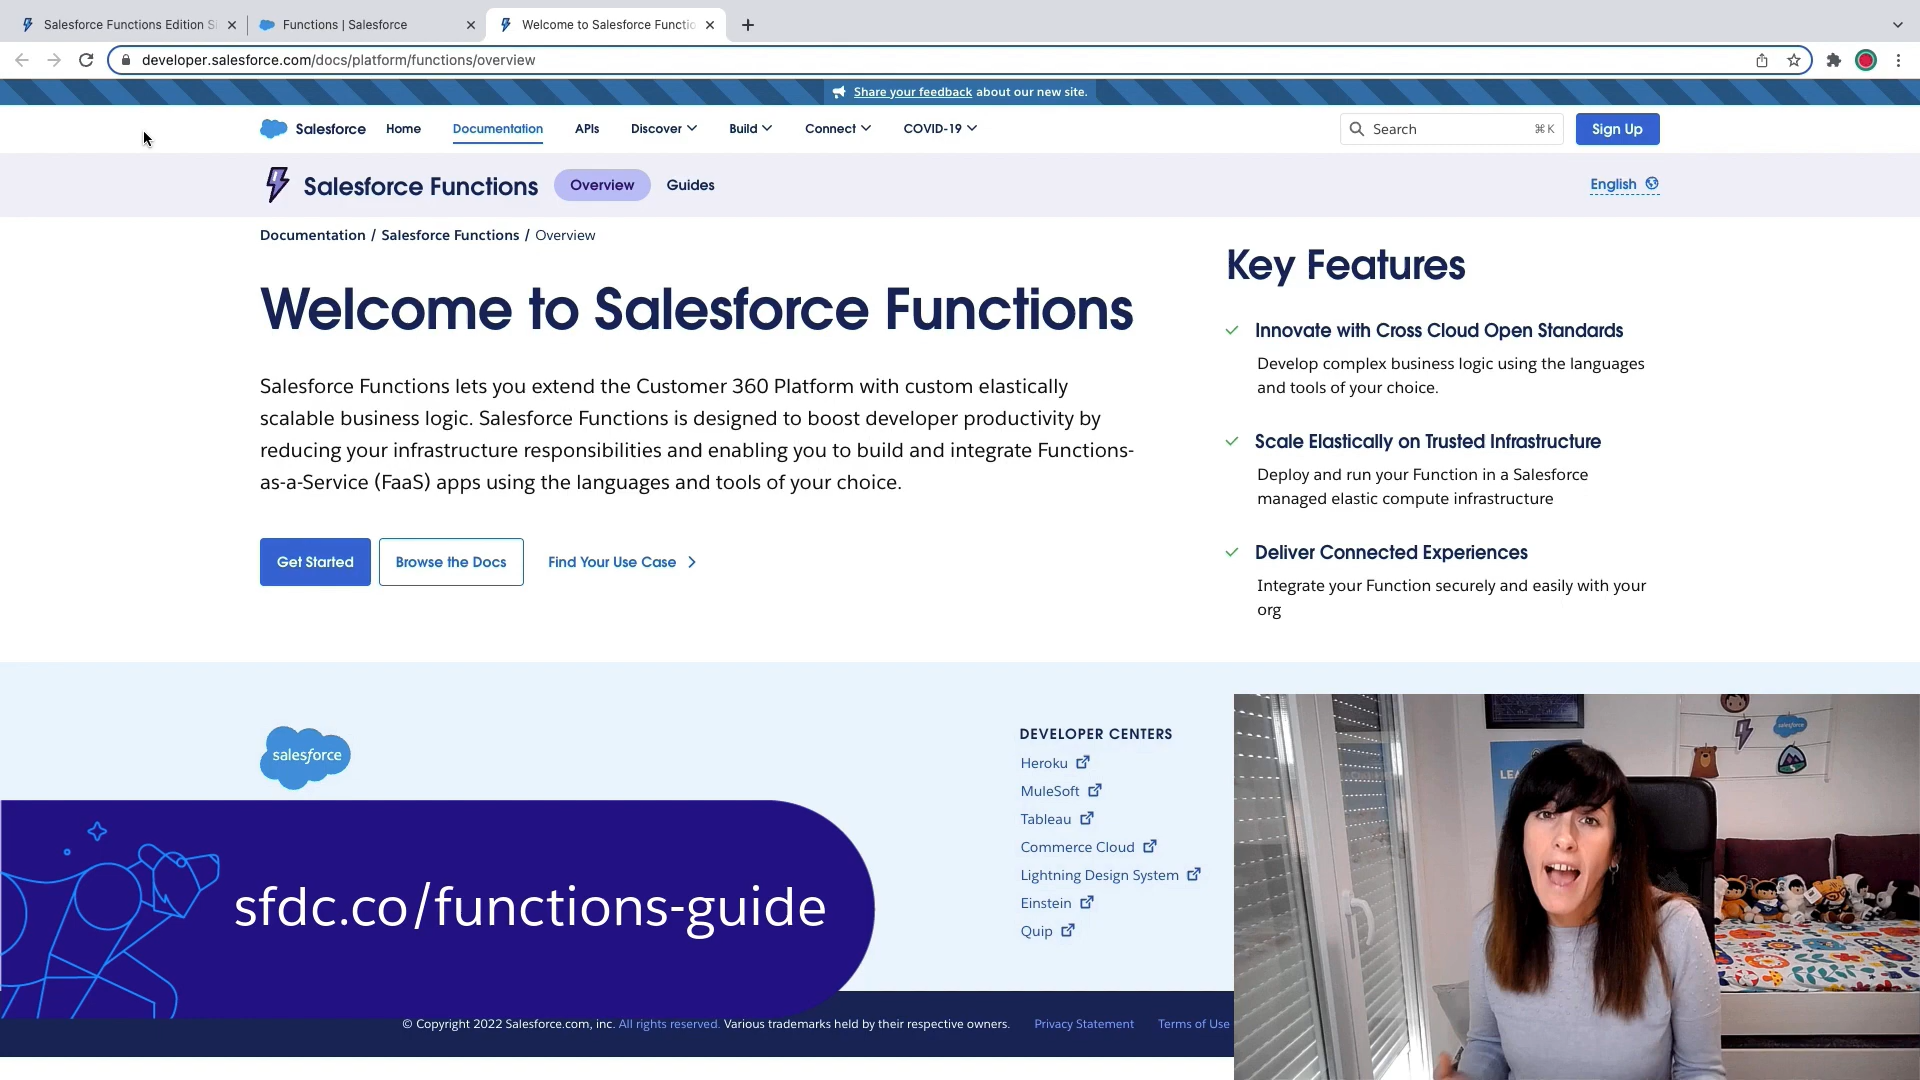 Salesforce Functions Edition S
Functions | Salesforce
Welcome to Salesforce Functio
developer.salesforce.com/docs/platform/functions/overview
Share your feedback about our new site.
Salesforce
Home
Documentation
APIs
Discover
Build
Connect
COVID-19
Search
⌘K
Sign Up
Salesforce Functions
Overview
Guides
English
Documentation / Salesforce Functions / Overview
Welcome to Salesforce Functions
Salesforce Functions lets you extend the Customer 360 Platform with custom elastically
scalable business logic. Salesforce Functions is designed to boost developer productivity by
reducing your infrastructure responsibilities and enabling you to build and integrate Functions-
as-a-Service (FaaS) apps using the languages and tools of your choice.
Get Started
Browse the Docs
Find Your Use Case
Key Features
Innovate with Cross Cloud Open Standards
Develop complex business logic using the languages
and tools of your choice.
Scale Elastically on Trusted Infrastructure
Deploy and run your Function in a Salesforce
managed elastic compute infrastructure
Deliver Connected Experiences
Integrate your Function securely and easily with your
org
salesforce
DEVELOPER CENTERS
Heroku
MuleSoft
Tableau
Commerce Cloud
Lightning Design System
Einstein
Quip
sfdc.co/functions-guide
© Copyright 2022 Salesforce.com, inc. All rights reserved. Various trademarks held by their respective owners.
Privacy Statement
Terms of Use
salesforce